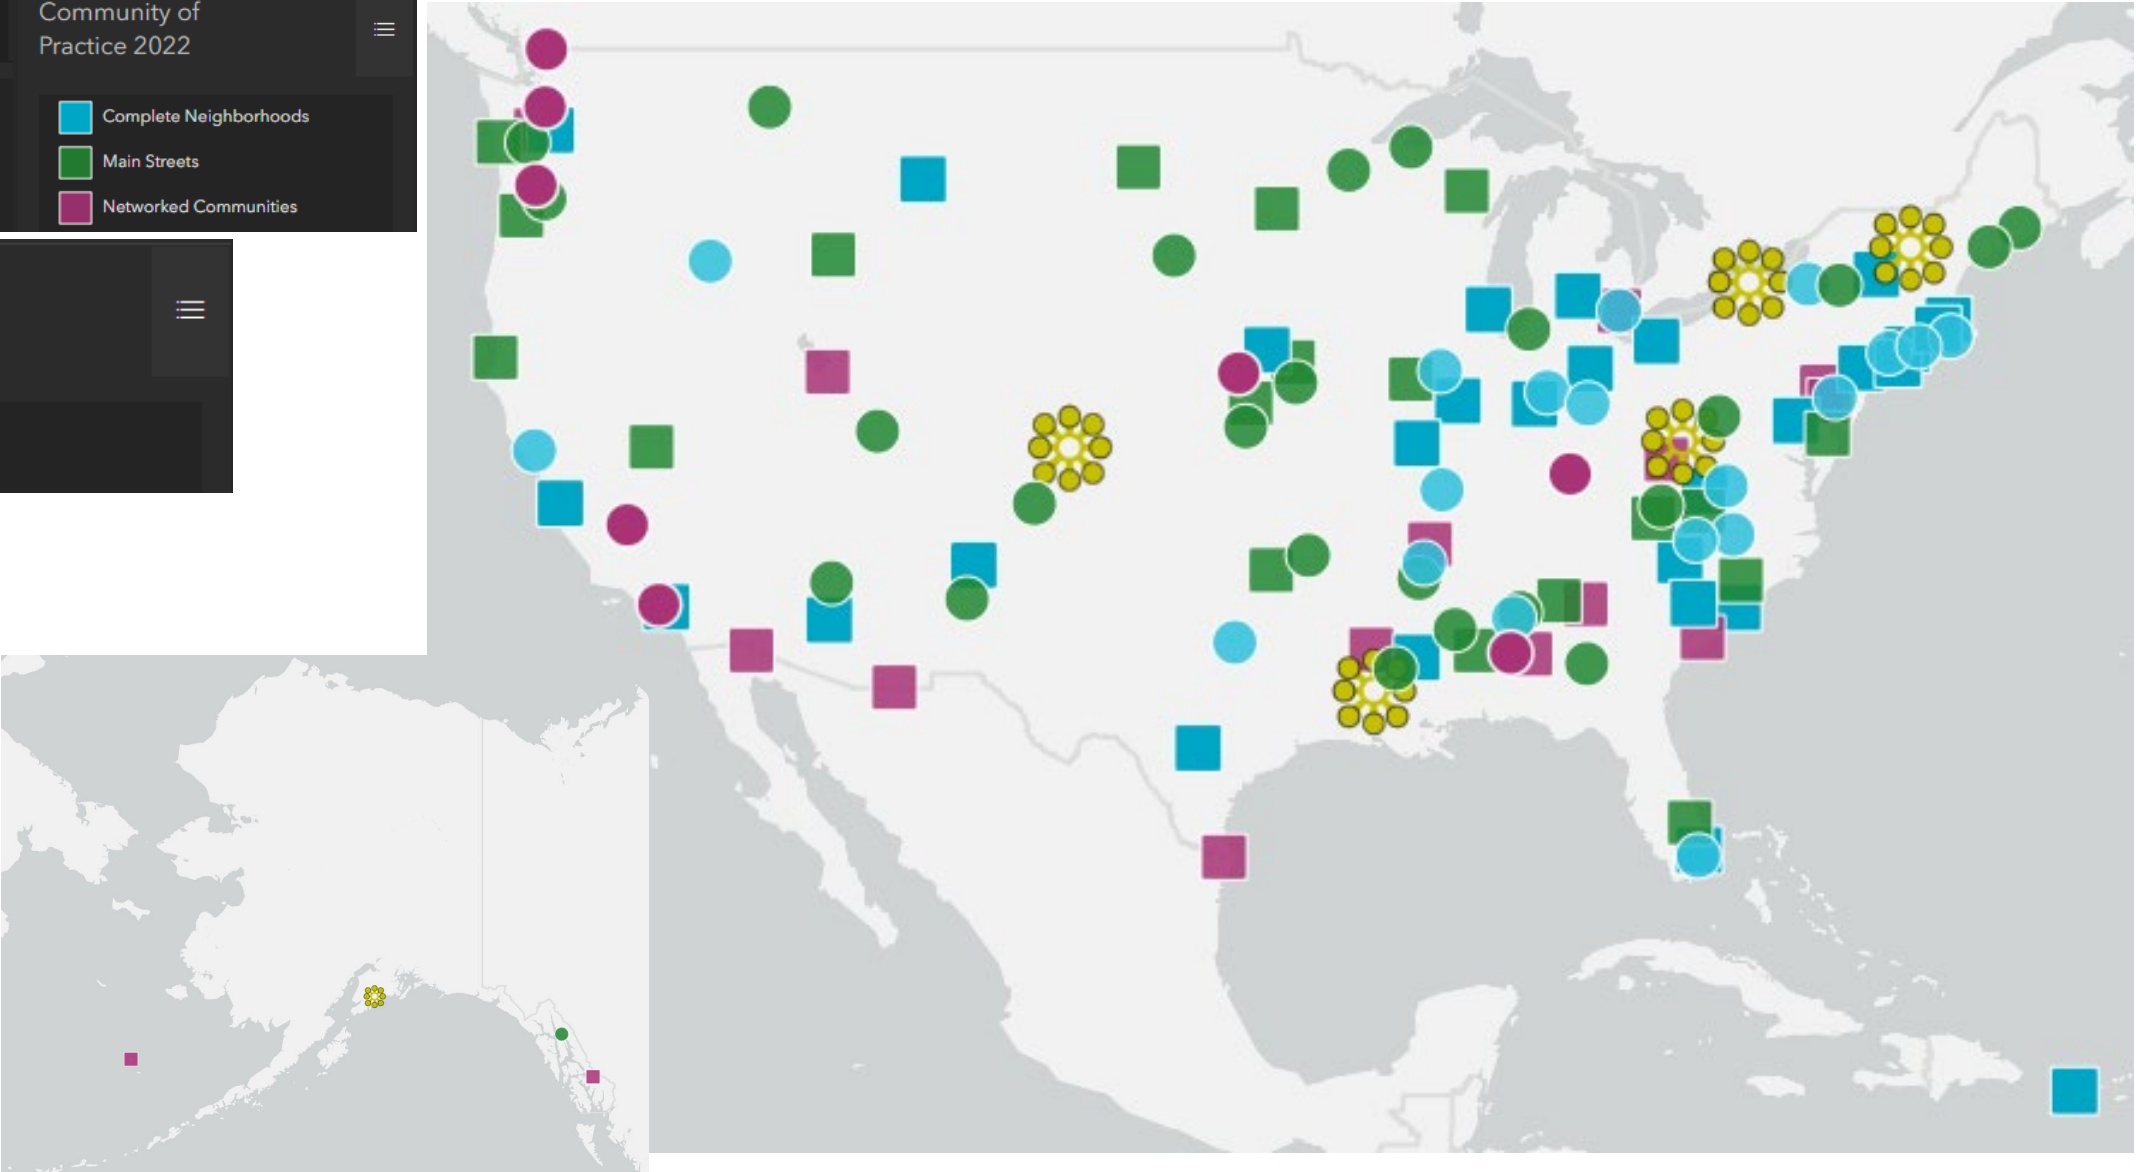 Community of
Practice 2022
Complete Neighborhoods
Main Streets
Networked Communities